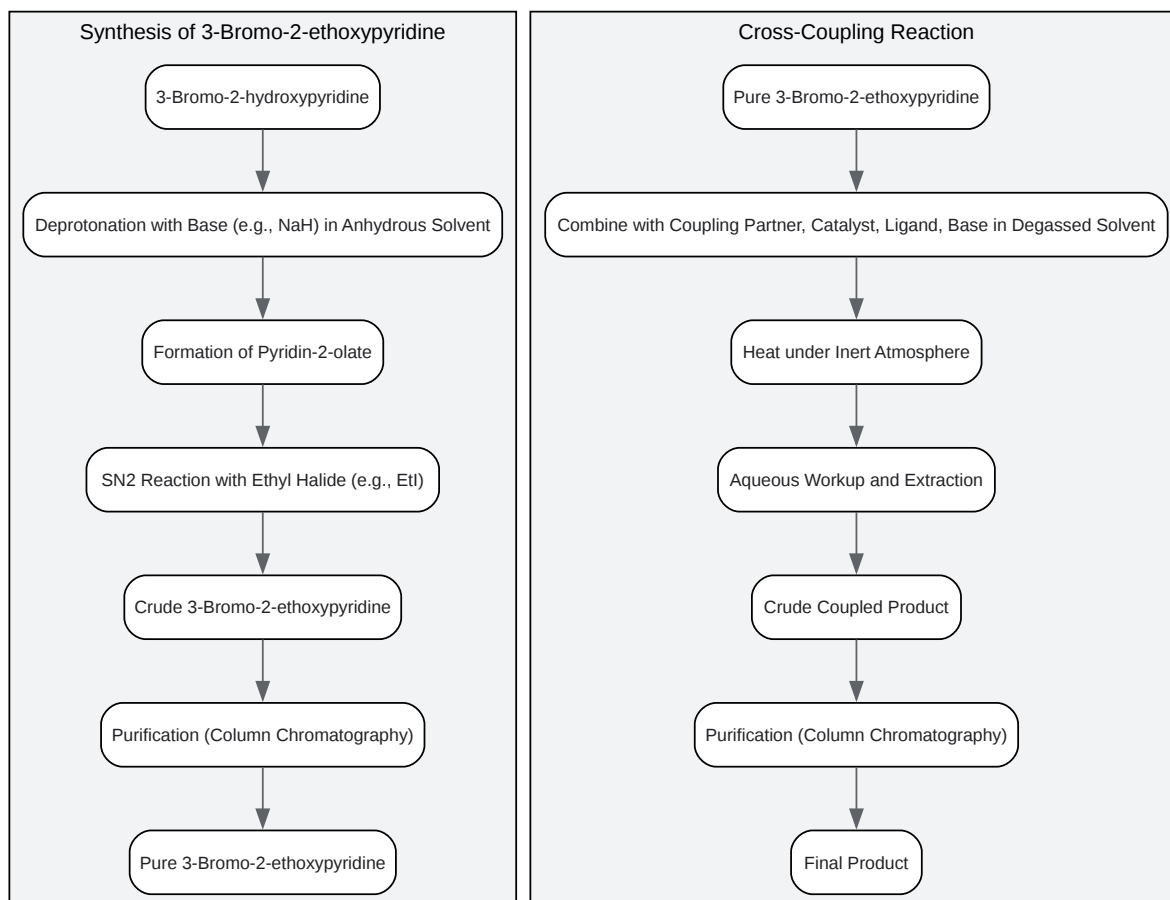 Synthesis of 3-Bromo-2-ethoxypyridine
3-Bromo-2-hydroxypyridine
Deprotonation with Base (e.g., NaH) in Anhydrous Solvent
Formation of Pyridin-2-olate
SN2 Reaction with Ethyl Halide (e.g., EtI)
Crude 3-Bromo-2-ethoxypyridine
Purification (Column Chromatography)
Pure 3-Bromo-2-ethoxypyridine
Cross-Coupling Reaction
Pure 3-Bromo-2-ethoxypyridine
Combine with Coupling Partner, Catalyst, Ligand, Base in Degassed Solvent
Heat under Inert Atmosphere
Aqueous Workup and Extraction
Crude Coupled Product
Purification (Column Chromatography)
Final Product